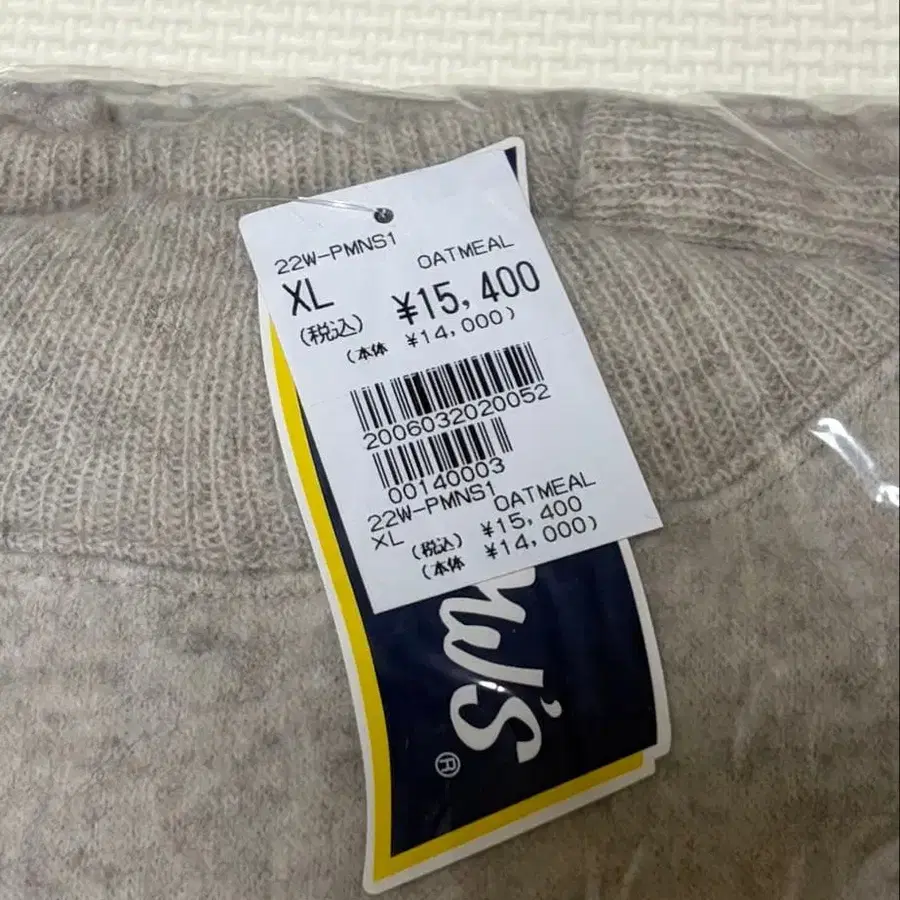 22W-PMNS1 OATMEAL
XL ¥15,400
(税込) (本体 ¥14,000)
2006032020052
00140003
22W-PMNS1 OATMEAL
XL (税込) ¥15,400
(本体 ¥14,000)
®